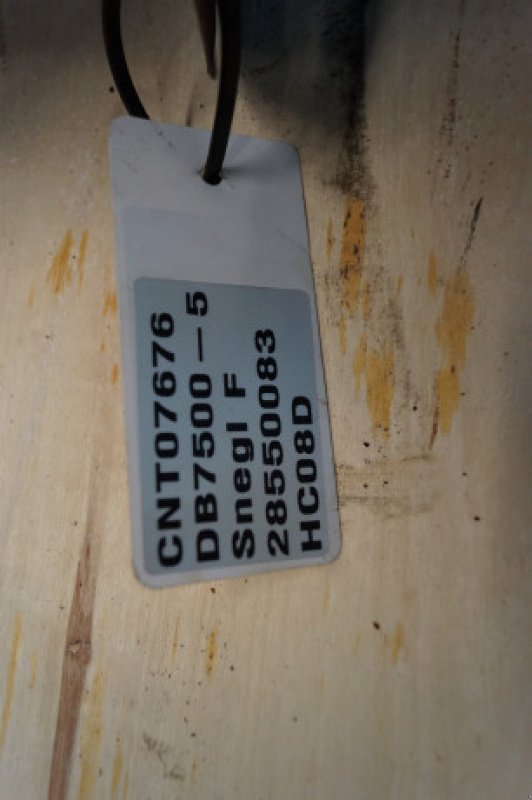 CNT07676
DB7500-5
Snegl F
28550083
HC08D